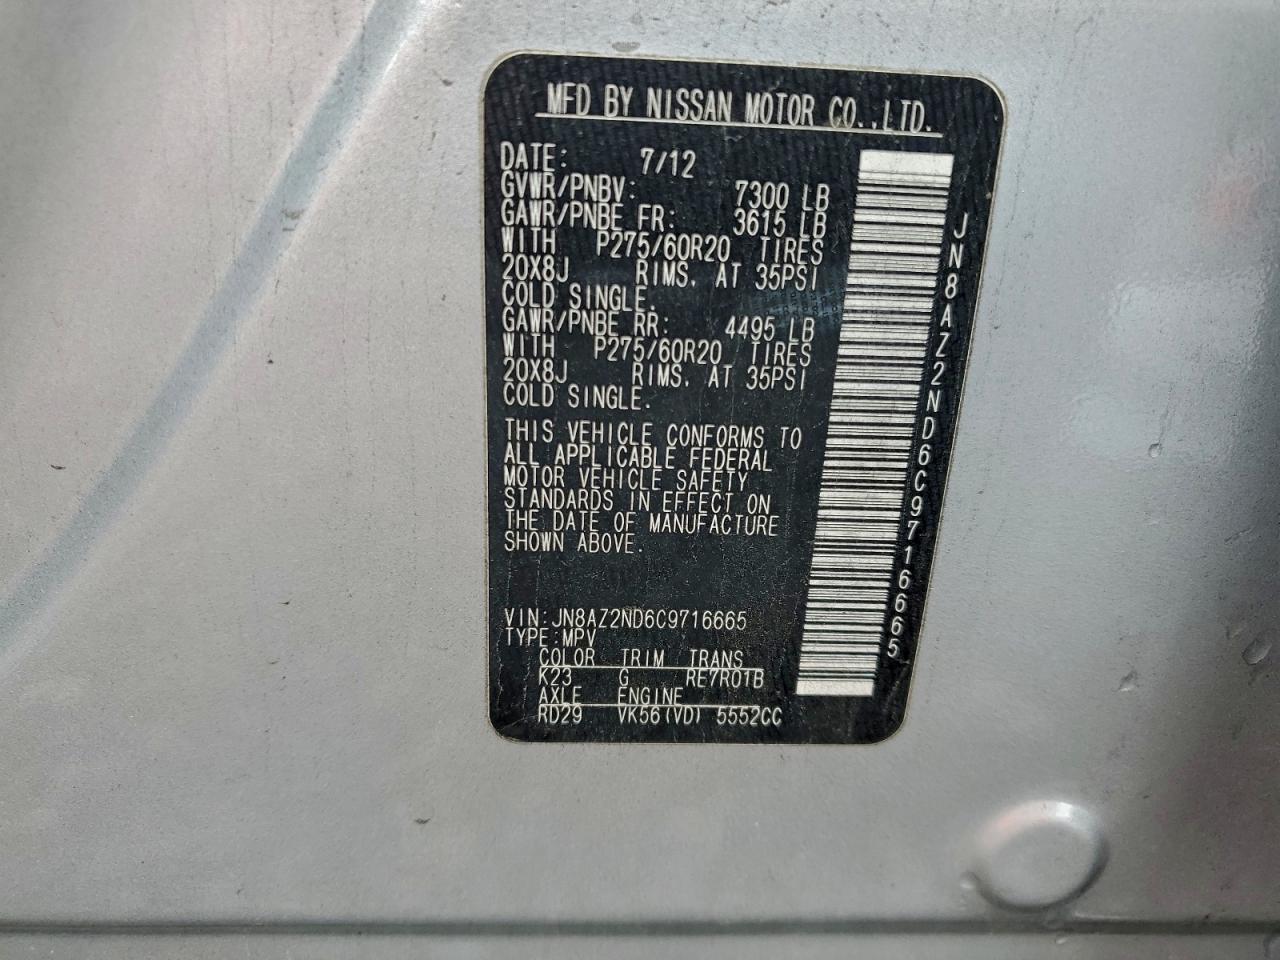 MFD BY NISSAN MOTOR CO.,LTD.
DATE: 7/12
GVWR/PNBV: 7300 LB
GAWR/PNBE FR: 3615 LB
WITH P275/60R20 TIRES
20X8J RIMS. AT 35PSI
COLD SINGLE.
GAWR/PNBE RR: 4495 LB
WITH P275/60R20 TIRES
20X8J RIMS. AT 35PSI
COLD SINGLE.
THIS VEHICLE CONFORMS TO
ALL APPLICABLE FEDERAL
MOTOR VEHICLE SAFETY
STANDARDS IN EFFECT ON
THE DATE OF MANUFACTURE
SHOWN ABOVE.
VIN:JN8AZ2ND6C9716665
TYPE:MPV
COLOR TRIM TRANS
K23 G RE7R01B
AXLE ENGINE
RD29 VK56(VD) 5552CC
JN8AZ2ND6C9716665